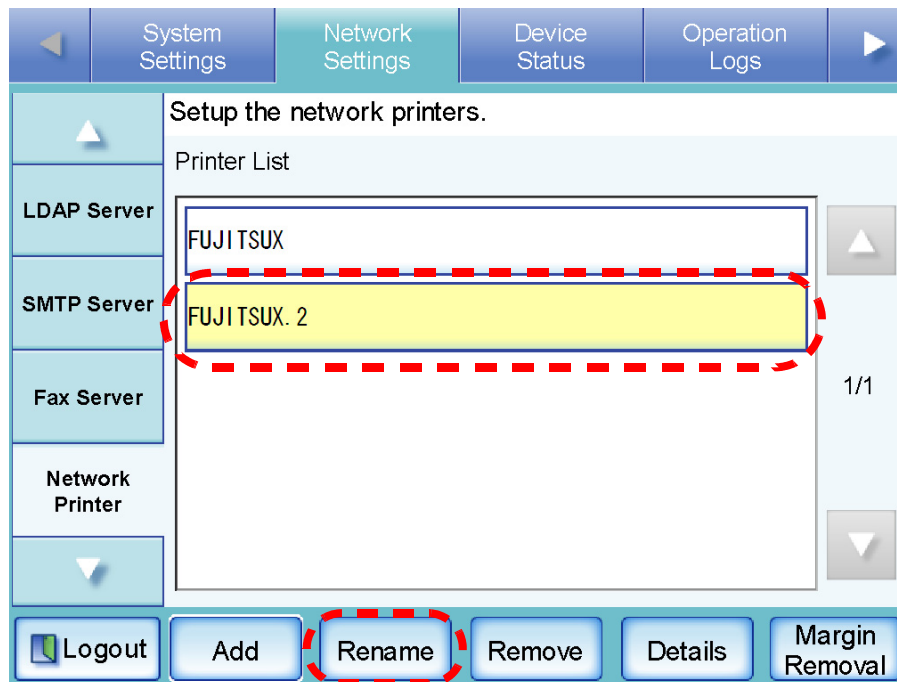 System
Settings
Network
Settings
Device
Status
Operation
Logs
Setup the network printers.
Printer List
LDAP Server
SMTP Server
Fax Server
Network
Printer
FUJITSUX
FUJITSUX.2
1/1
Logout
Add
Rename
Remove
Details
Margin
Removal